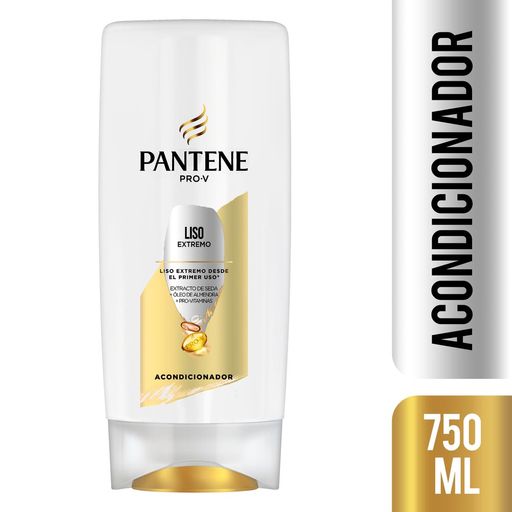 PANTENE
PRO-V
LISO
EXTREMO
LISO EXTREMO DESDE
EL PRIMER USO*
EXTRACTO DE SEDA
+ ÓLEO DE ALMENDRA
+ PRO-VITAMINAS
ACONDICIONADOR
ACONDICIONADOR
750
ML